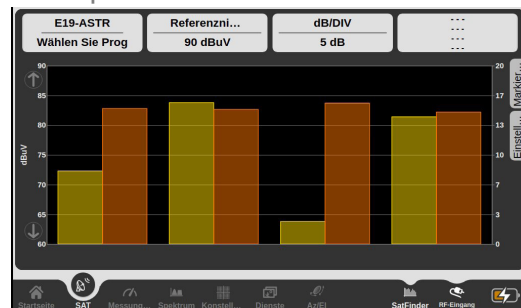 E19-ASTR
Wählen Sie Prog
Referenzni...
90 dBuV
dB/DIV
5 dB
---
---
---
Markier...
Einstell...
dBuV
90
85
80
75
70
65
60
20
17
13
10
7
3
0
Startseite
SAT
Messung...
Spektrum
Konstell...
Dienste
Az/El
SatFinder
RF-Eingang